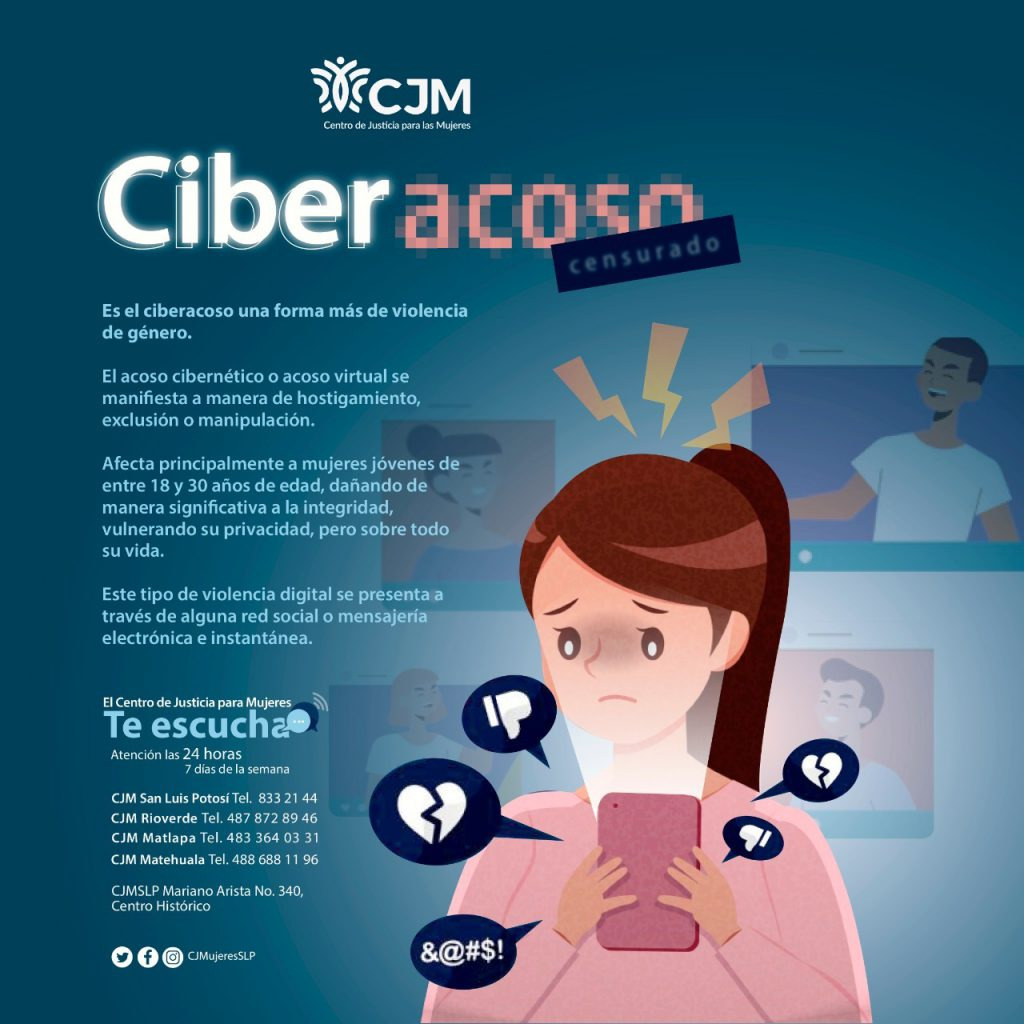 CJM
Centro de Justicia para las Mujeres
Ciberacoso
censurado
Es el ciberacoso una forma más de violencia
de género.
El acoso cibernético o acoso virtual se
manifiesta a manera de hostigamiento,
exclusión o manipulación.
Afecta principalmente a mujeres jóvenes de
entre 18 y 30 años de edad, dañando de
manera significativa a la integridad,
vulnerando su privacidad, pero sobre todo
su vida.
Este tipo de violencia digital se presenta a
través de alguna red social o mensajería
electrónica e instantánea.
El Centro de Justicia para Mujeres
Te escucha
Atención las 24 horas
7 días de la semana
CJM San Luis Potosí Tel. 833 21 44
CJM Rioverde Tel. 487 872 89 46
CJM Matlapa Tel. 483 364 03 31
CJM Matehuala Tel. 488 688 11 96
CJMSLP Mariano Arista No. 340,
Centro Histórico
CJMujeresSLP
&@#$!